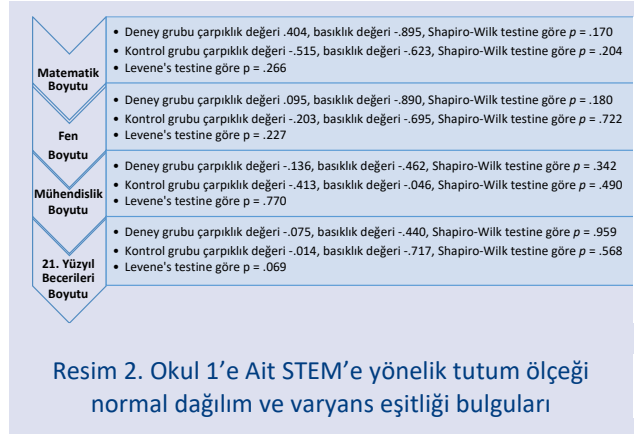 Matematik
Boyutu
• Deney grubu çarpıklık değeri .404, basıklık değeri -.895, Shapiro-Wilk testine göre p = .170
• Kontrol grubu çarpıklık değeri -.515, basıklık değeri -.623, Shapiro-Wilk testine göre p = .204
• Levene's testine göre p = .266
Fen
Boyutu
• Deney grubu çarpıklık değeri .095, basıklık değeri -.890, Shapiro-Wilk testine göre p = .180
• Kontrol grubu çarpıklık değeri -.203, basıklık değeri -.695, Shapiro-Wilk testine göre p = .722
• Levene's testine göre p = .227
Mühendislik
Boyutu
• Deney grubu çarpıklık değeri -.136, basıklık değeri -.462, Shapiro-Wilk testine göre p = .342
• Kontrol grubu çarpıklık değeri -.413, basıklık değeri -.046, Shapiro-Wilk testine göre p = .490
• Levene's testine göre p = .770
21. Yüzyıl
Becerileri
Boyutu
• Deney grubu çarpıklık değeri -.075, basıklık değeri -.440, Shapiro-Wilk testine göre p = .959
• Kontrol grubu çarpıklık değeri -.014, basıklık değeri -.717, Shapiro-Wilk testine göre p = .568
• Levene's testine göre p = .069
Resim 2. Okul 1’e Ait STEM’e yönelik tutum ölçeği
normal dağılım ve varyans eşitliği bulguları